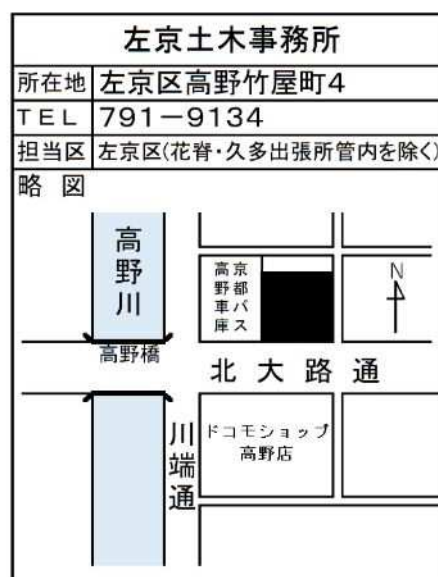 左京土木事務所
所在地 左京区高野竹屋町4
TEL 791－9134
担当区 左京区(花脊・久多出張所管内を除く)
略図
高野川
京都バス
高野車庫
N
高野橋
北大路通
川端通
ドコモショップ
高野店